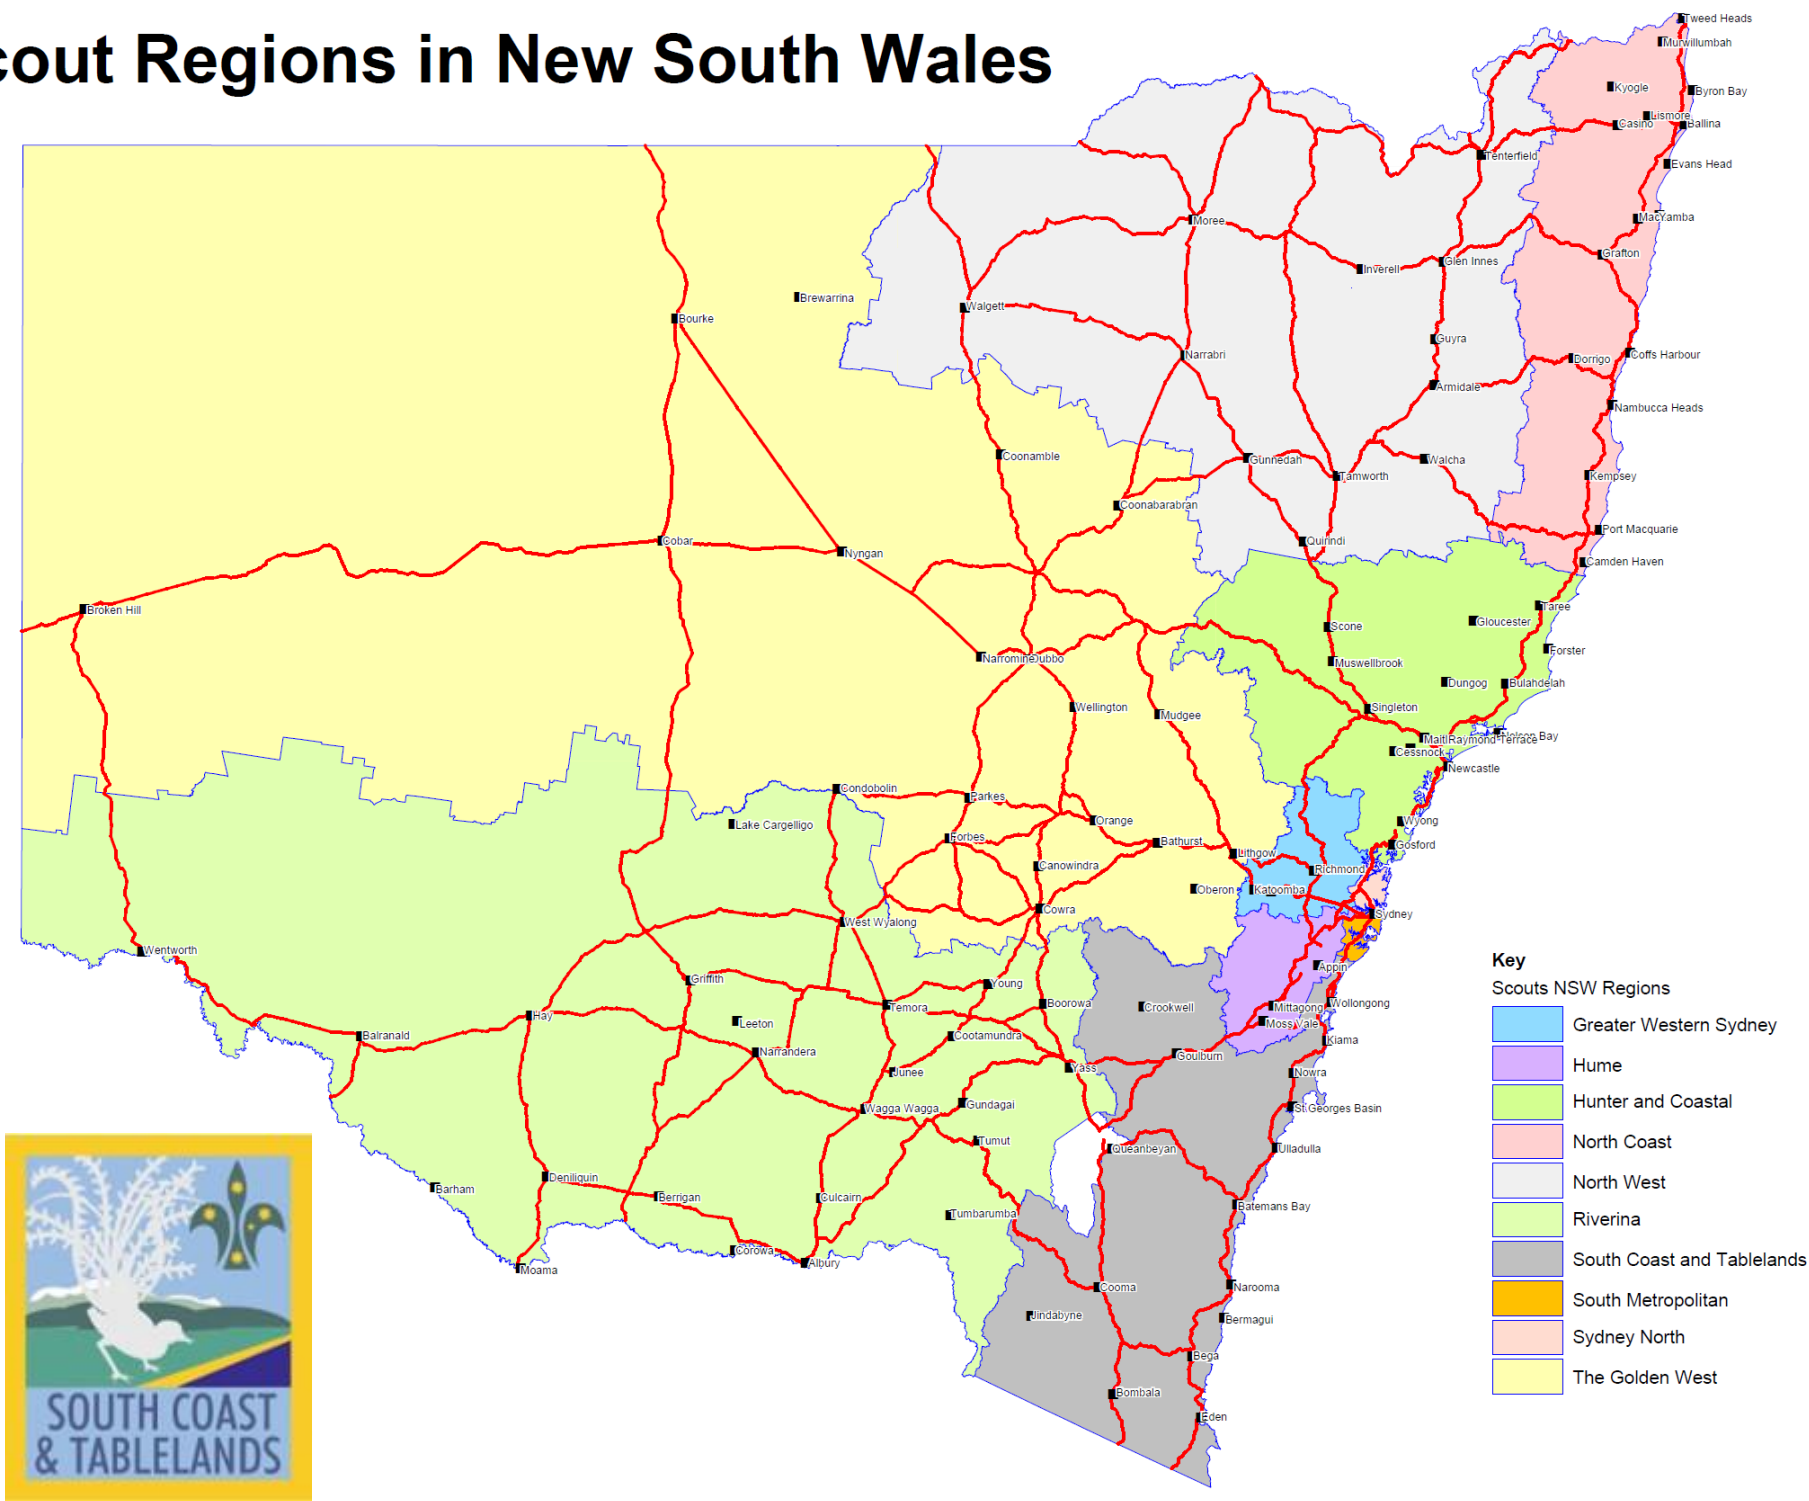 cout Regions in New South Wales
Tweed Heads
Murwillumbah
Kyogle
Byron Bay
Lismore
Casino
Ballina
Tenterfield
Evans Head
Yamba
Moree
Grafton
Glen Innes
Inverell
Brewarrina
Walgett
Bourke
Guyra
Narrabri
Dorrigo
Coffs Harbour
Armidale
Nambucca Heads
Coonamble
Gunnedah
Walcha
Tamworth
Kempsey
Coonabarabran
Port Macquarie
Cobar
Quirindi
Nyngan
Camden Haven
Broken Hill
Taree
Gloucester
Scone
Forster
Narromine
Dubbo
Muswellbrook
Dungog
Bulahdelah
Wellington
Mudgee
Singleton
Raymond Terrace
Cessnock
Newcastle
Condobolin
Parkes
Lake Cargelligo
Orange
Wyong
Forbes
Bathurst
Gosford
Lithgow
Canowindra
Richmond
Oberon
Katoomba
Cowra
Sydney
West Wyalong
Wentworth
Appin
Griffith
Young
Temora
Boorowa
Crookwell
Mittagong
Wollongong
Hay
Leeton
Moss Vale
Balranald
Cootamundra
Kiama
Narrandera
Goulburn
Junee
Yass
Nowra
Wagga Wagga
Gundagai
St Georges Basin
Tumut
Queanbeyan
Ulladulla
Deniliquin
Barham
Berrigan
Culcairn
Batemans Bay
Tumbarumba
Corowa
Albury
Moama
Cooma
Narooma
Jindabyne
Bermagui
Bega
Bombala
Eden
Key
Scouts NSW Regions
Greater Western Sydney
Hume
Hunter and Coastal
North Coast
North West
Riverina
South Coast and Tablelands
South Metropolitan
Sydney North
The Golden West
SOUTH COAST
& TABLELANDS